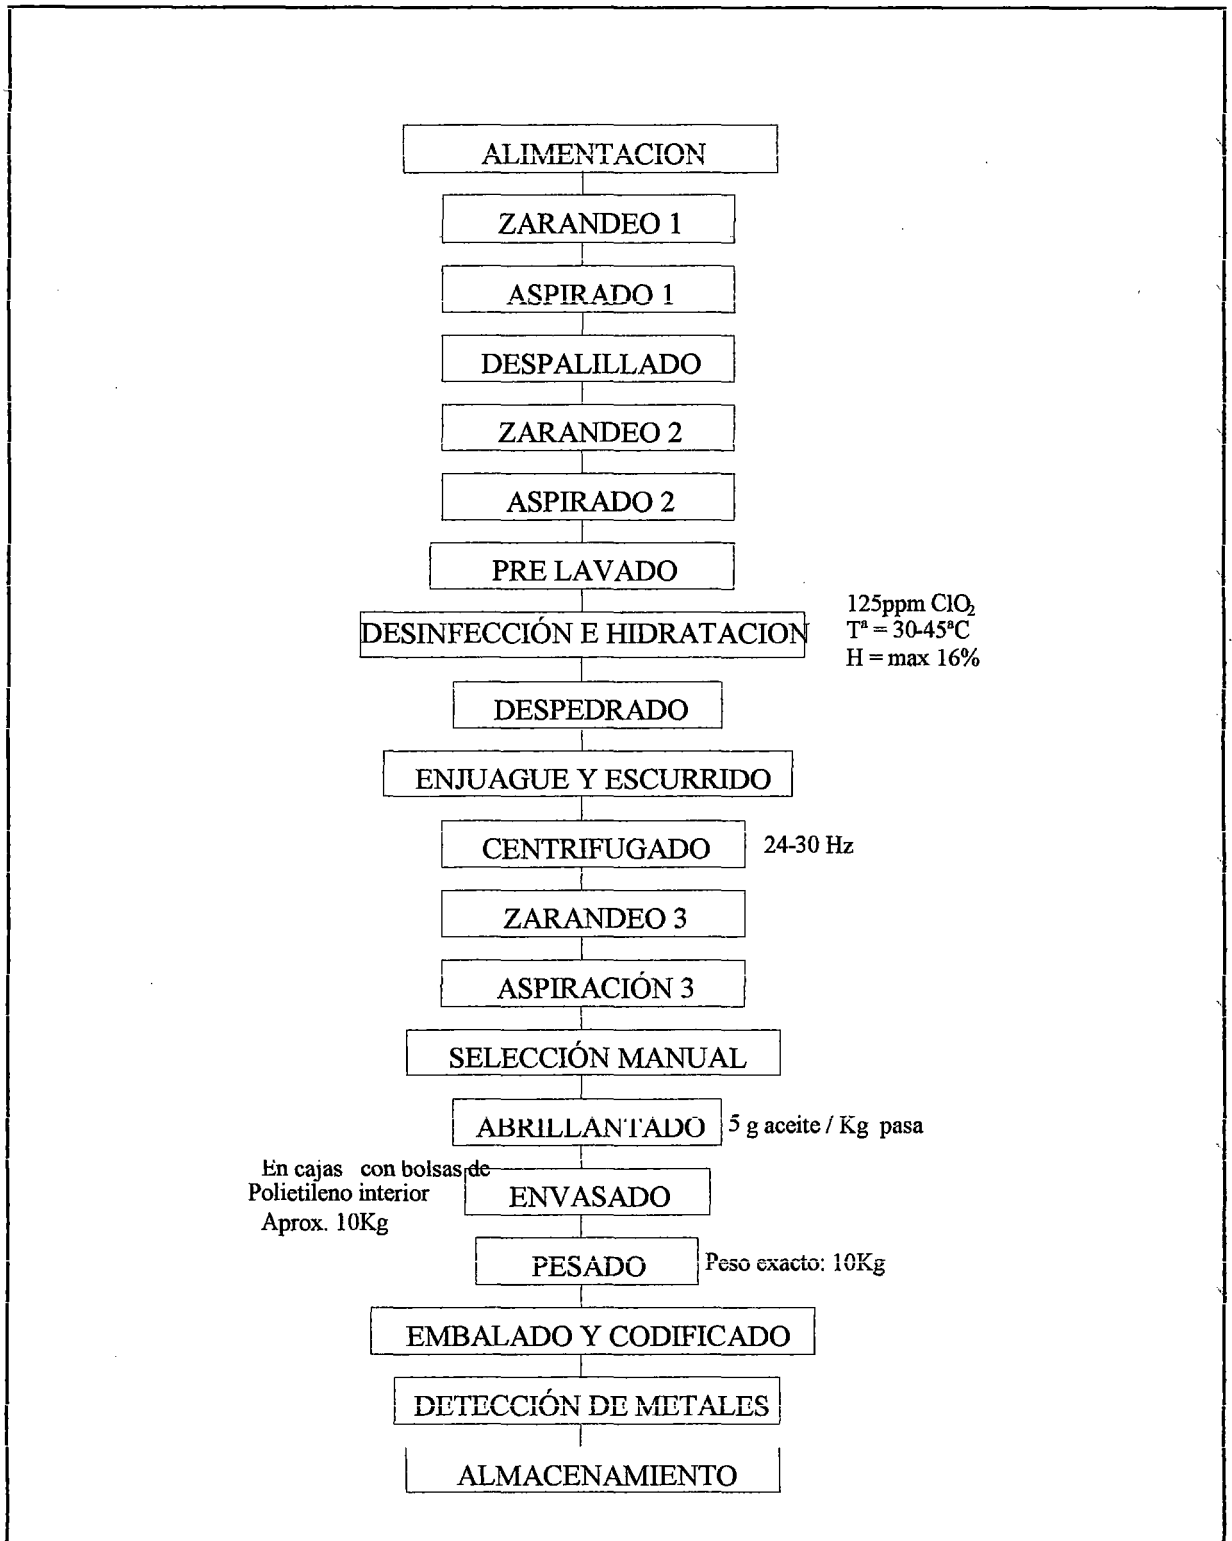 ALIMENTACION
ZARANDEO 1
ASPIRADO 1
DESPALILLADO
ZARANDEO 2
ASPIRADO 2
PRE LAVADO
125ppm ClO₂
Tª = 30-45ªC
H = max 16%
DESINFECCIÓN E HIDRATACION
DESPEDRADO
ENJUAGUE Y ESCURRIDO
CENTRIFUGADO
24-30 Hz
ZARANDEO 3
ASPIRACIÓN 3
SELECCIÓN MANUAL
ABRILLANTADO
5 g aceite / Kg pasa
En cajas con bolsas de
Polietileno interior
Aprox. 10Kg
ENVASADO
PESADO
Peso exacto: 10Kg
EMBALADO Y CODIFICADO
DETECCIÓN DE METALES
ALMACENAMIENTO